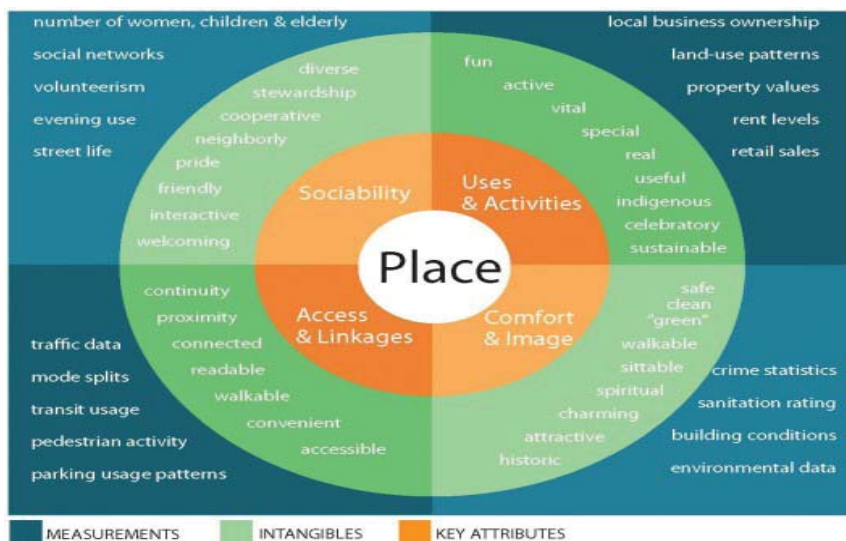 number of women, children & elderly
social networks
volunteerism
evening use
street life
diverse
stewardship
cooperative
neighborly
pride
friendly
interactive
welcoming
Sociability
fun
active
vital
special
real
useful
indigenous
celebratory
sustainable
Uses
& Activities
local business ownership
land-use patterns
property values
rent levels
retail sales
Place
continuity
proximity
connected
readable
walkable
convenient
accessible
Access
& Linkages
traffic data
mode splits
transit usage
pedestrian activity
parking usage patterns
Comfort
& Image
safe
clean
"green"
walkable
sittable
spiritual
charming
attractive
historic
crime statistics
sanitation rating
building conditions
environmental data
MEASUREMENTS
INTANGIBLES
KEY ATTRIBUTES